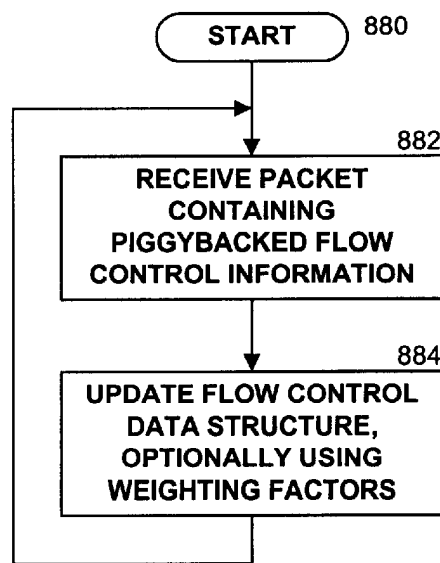 START
880
882
RECEIVE PACKET
CONTAINING
PIGGYBACKED FLOW
CONTROL INFORMATION
884
UPDATE FLOW CONTROL
DATA STRUCTURE,
OPTIONALLY USING
WEIGHTING FACTORS